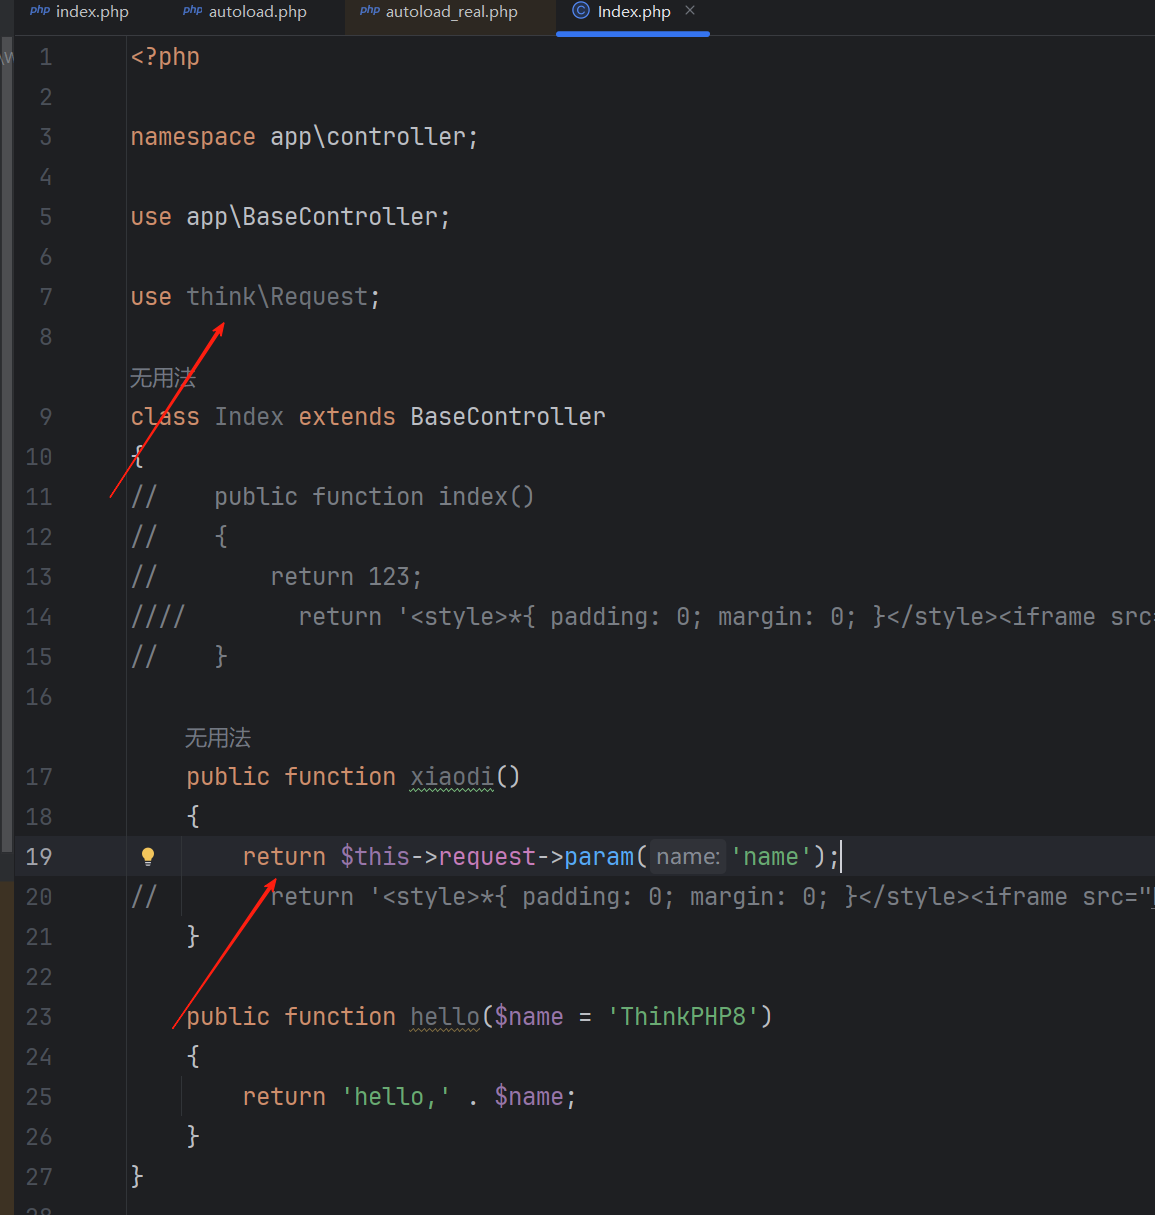 php index.php php autoload.php php autoload_real.php C Index.php ×
1 <?php
2
3 namespace app\controller;
4
5 use app\BaseController;
6
7 use think\Request;
8
无用法
9 class Index extends BaseController
10 {
11 //    public function index()
12 //    {
13 //        return 123;
14 ////        return '<style>*{ padding: 0; margin: 0; }</style><iframe src=
15 //    }
16
无用法
17     public function xiaodi()
18     {
19         return $this->request->param( name: 'name');
20 //        return '<style>*{ padding: 0; margin: 0; }</style><iframe src="
21     }
22
23     public function hello($name = 'ThinkPHP8')
24     {
25         return 'hello,' . $name;
26     }
27 }
28